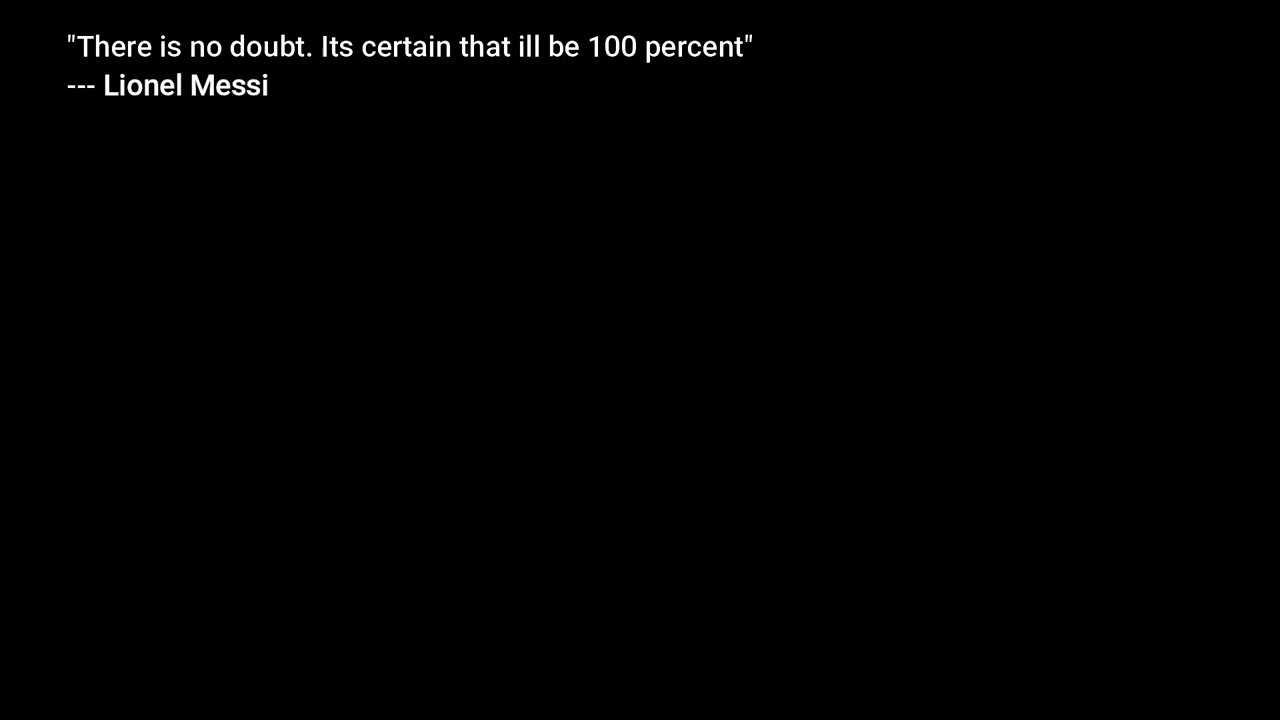 "There is no doubt. Its certain that ill be 100 percent"
--- Lionel Messi